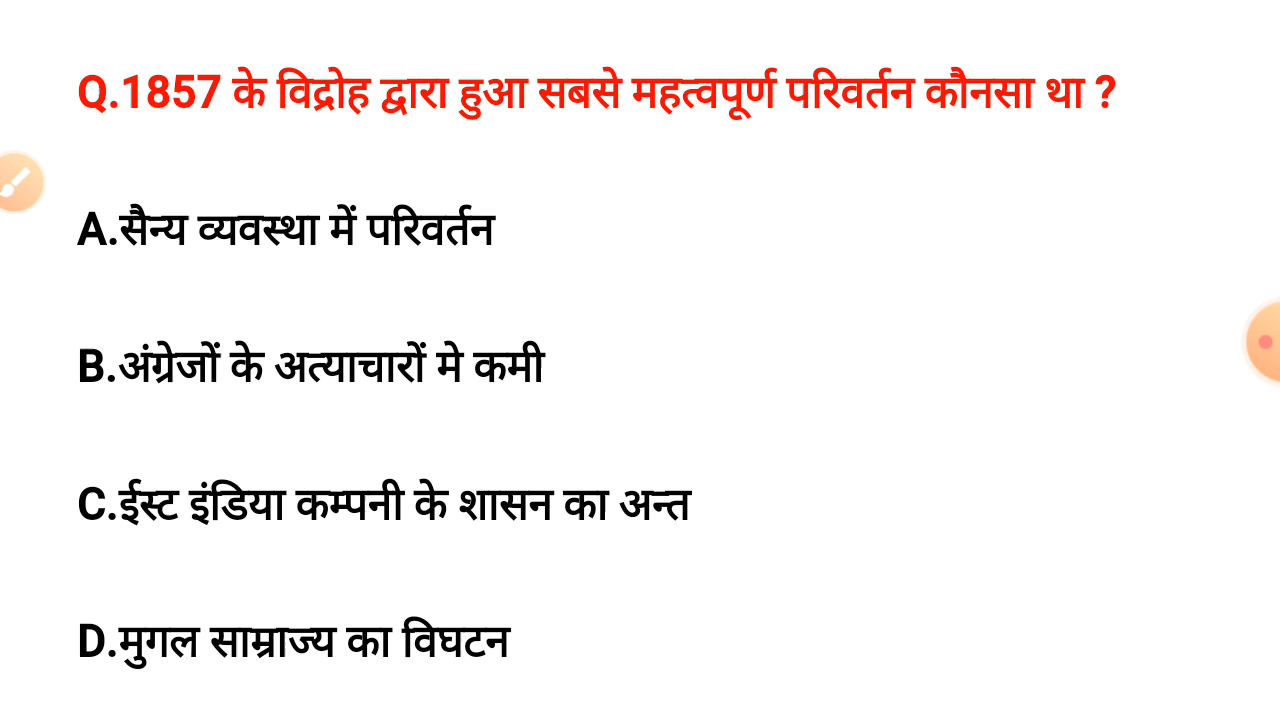 Q.1857 के विद्रोह द्वारा हुआ सबसे महत्वपूर्ण परिवर्तन कौनसा था ?
A.सैन्य व्यवस्था में परिवर्तन
B.अंग्रेजों के अत्याचारों मे कमी
C.ईस्ट इंडिया कम्पनी के शासन का अन्त
D.मुगल साम्राज्य का विघटन